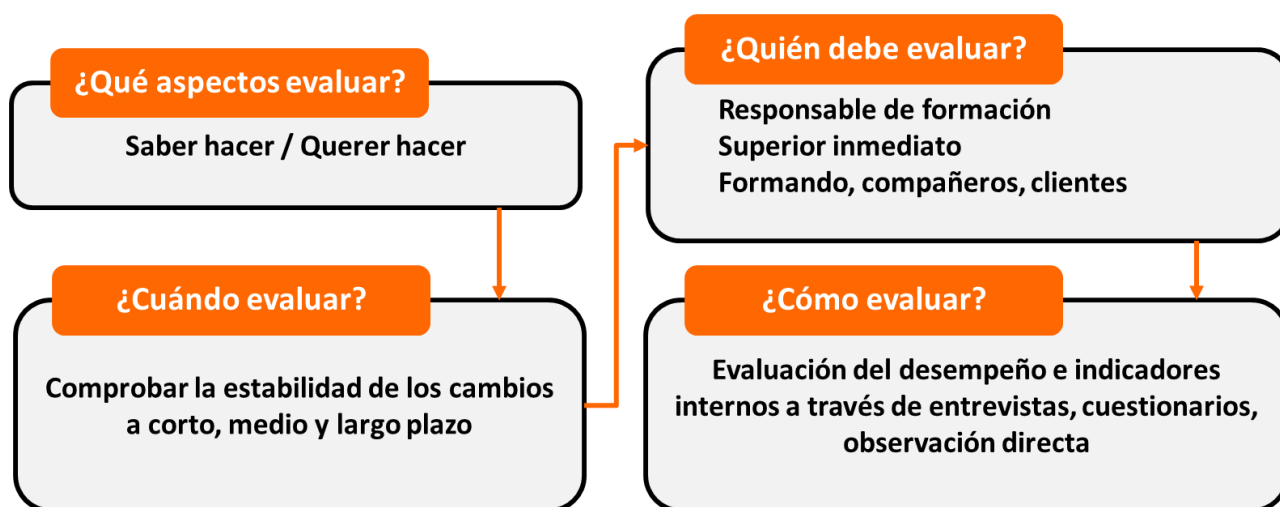 ¿Qué aspectos evaluar?
Saber hacer / Querer hacer
¿Cuándo evaluar?
Comprobar la estabilidad de los cambios
a corto, medio y largo plazo
¿Quién debe evaluar?
Responsable de formación
Superior inmediato
Formando, compañeros, clientes
¿Cómo evaluar?
Evaluación del desempeño e indicadores
internos a través de entrevistas, cuestionarios,
observación directa